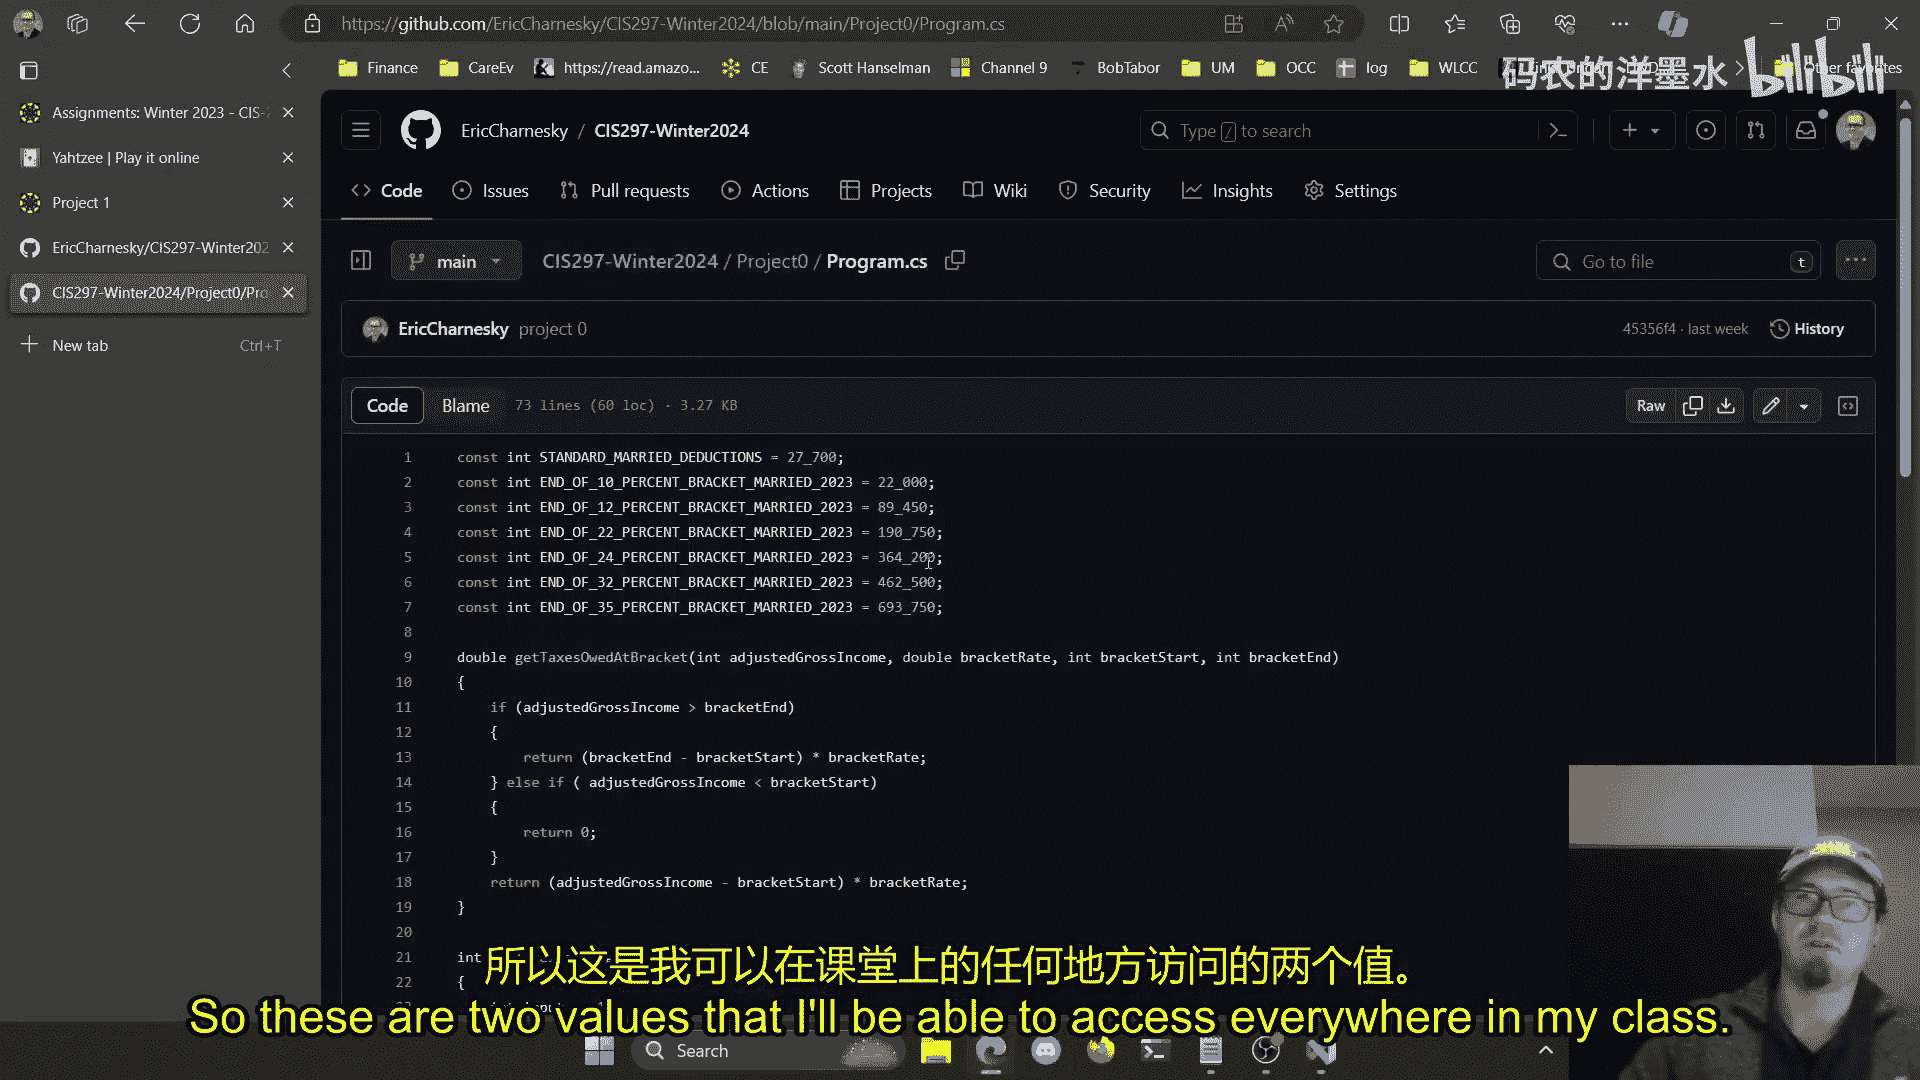 https://github.com/EricCharnesky/CIS297-Winter2024/blob/main/Project0/Program.cs
Finance CareEv https://read.amazo... CE Scott Hanselman Channel 9 BobTabor UM OCC log WLCC Other favorites
码农的洋墨水 bilibili
Assignments: Winter 2023 - CIS-
Yahtzee | Play it online
Project 1
EricCharnesky/CIS297-Winter202
CIS297-Winter2024/Project0/Pro
New tab Ctrl+T
EricCharnesky / CIS297-Winter2024
Type / to search
Code Issues Pull requests Actions Projects Wiki Security Insights Settings
main CIS297-Winter2024 / Project0 / Program.cs
Go to file t
EricCharnesky project 0 45356f4 · last week History
Code Blame 73 lines (60 loc) · 3.27 KB Raw
1 const int STANDARD_MARRIED_DEDUCTIONS = 27_700;
2 const int END_OF_10_PERCENT_BRACKET_MARRIED_2023 = 22_000;
3 const int END_OF_12_PERCENT_BRACKET_MARRIED_2023 = 89_450;
4 const int END_OF_22_PERCENT_BRACKET_MARRIED_2023 = 190_750;
5 const int END_OF_24_PERCENT_BRACKET_MARRIED_2023 = 364_200;
6 const int END_OF_32_PERCENT_BRACKET_MARRIED_2023 = 462_500;
7 const int END_OF_35_PERCENT_BRACKET_MARRIED_2023 = 693_750;
8
9 double getTaxesOwedAtBracket(int adjustedGrossIncome, double bracketRate, int bracketStart, int bracketEnd)
10 {
11 if (adjustedGrossIncome > bracketEnd)
12 {
13 return (bracketEnd - bracketStart) * bracketRate;
14 } else if ( adjustedGrossIncome < bracketStart)
15 {
16 return 0;
17 }
18 return (adjustedGrossIncome - bracketStart) * bracketRate;
19 }
20
21 int
22 {
所以这是我可以在课堂上的任何地方访问的两个值。
So these are two values that I'll be able to access everywhere in my class.
Search